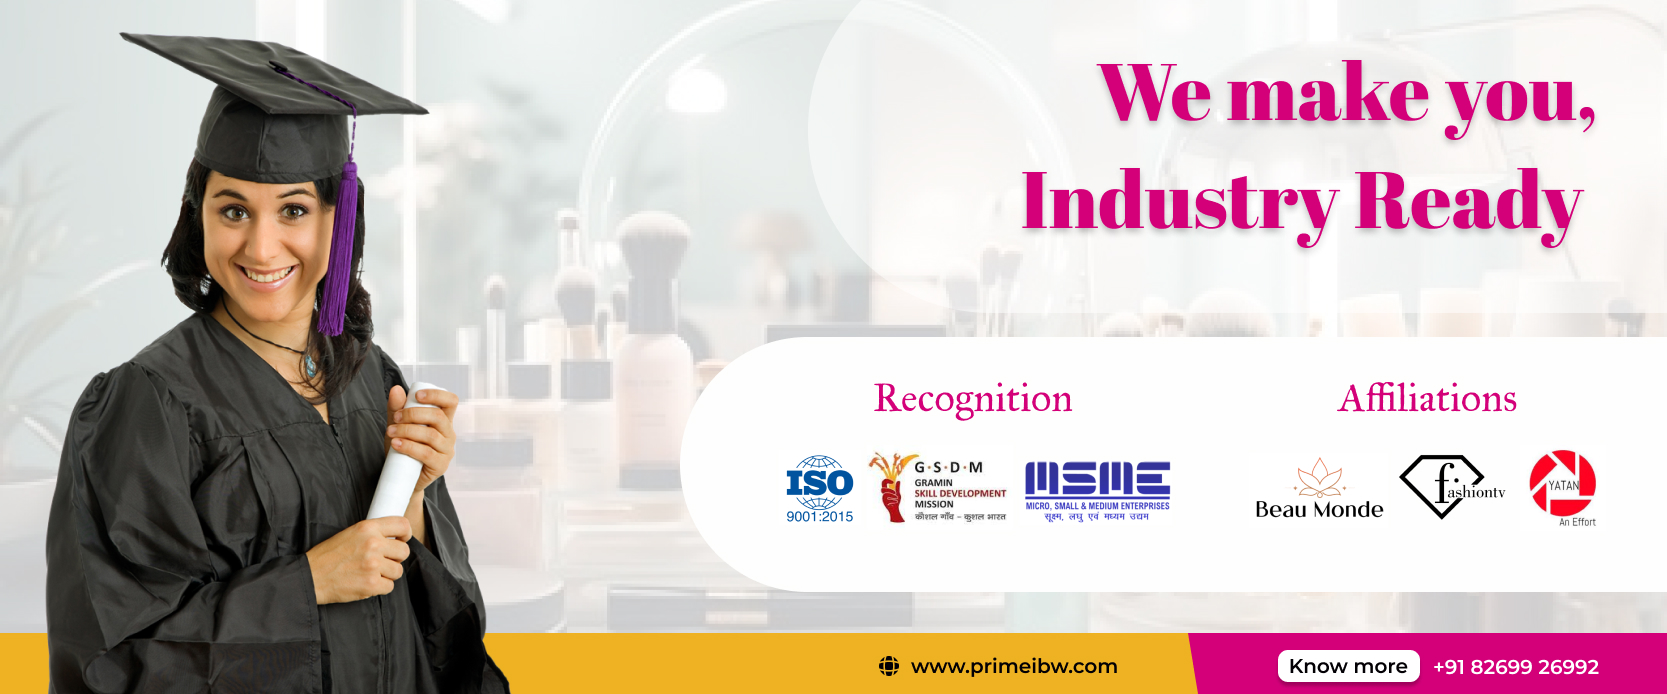 We make you,
Industry Ready
Recognition
Affiliations
ISO
9001:2015
G·S·D·M
GRAMIN
SKILL DEVELOPMENT
MISSION
कौशल गाँव - कुशल भारत
MSME
MICRO, SMALL & MEDIUM ENTERPRISES
सूक्ष्म, लघु एवं मध्यम उद्यम
Beau Monde
fashiontv
YATAN
An Effort
www.primeibw.com
Know more
+91 82699 26992